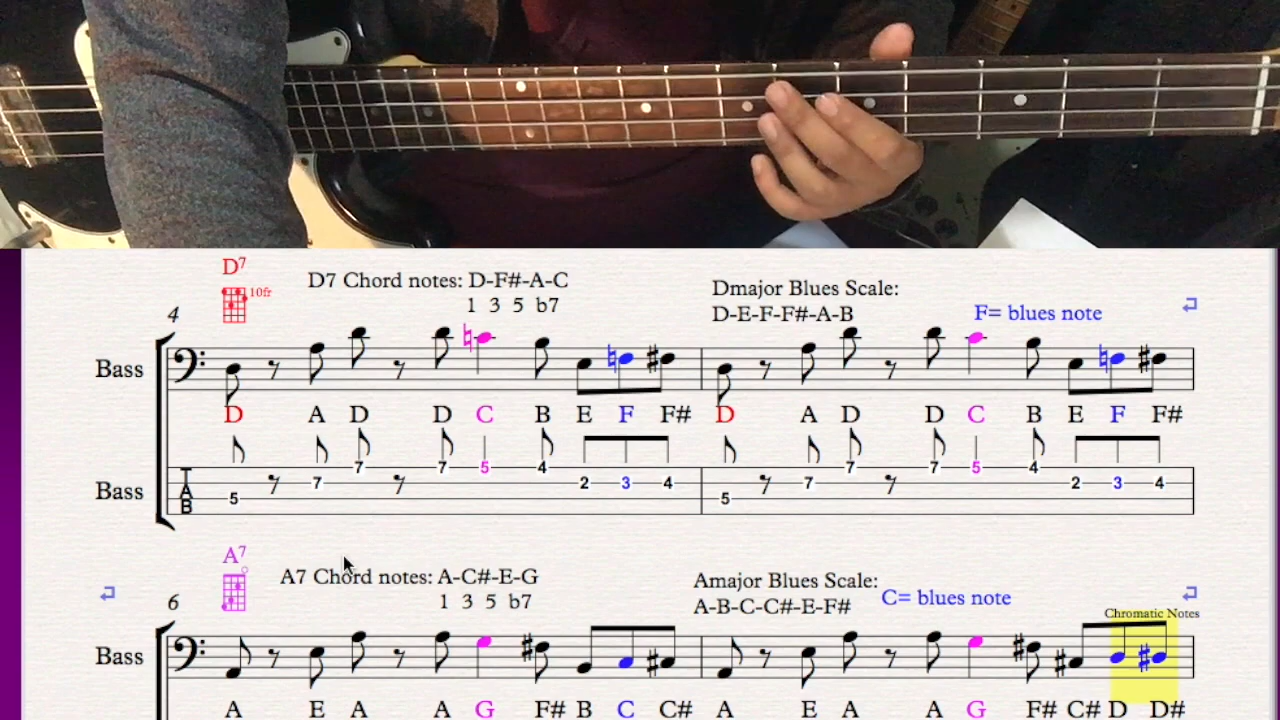 D7
10fr
D7 Chord notes: D-F#-A-C
1 3 5 b7
Dmajor Blues Scale:
D-E-F-F#-A-B
F= blues note
4
Bass
D A D D C B E F F# D A D D C B E F F#
Bass
T
A
B
5 7 7 7 5 4 2 3 4 5 7 7 7 5 4 2 3 4
A7
A7 Chord notes: A-C#-E-G
1 3 5 b7
Amajor Blues Scale:
A-B-C-C#-E-F#
C= blues note
Chromatic Notes
6
Bass
A E A A G F# B C C# A E A A G F# C# D D#